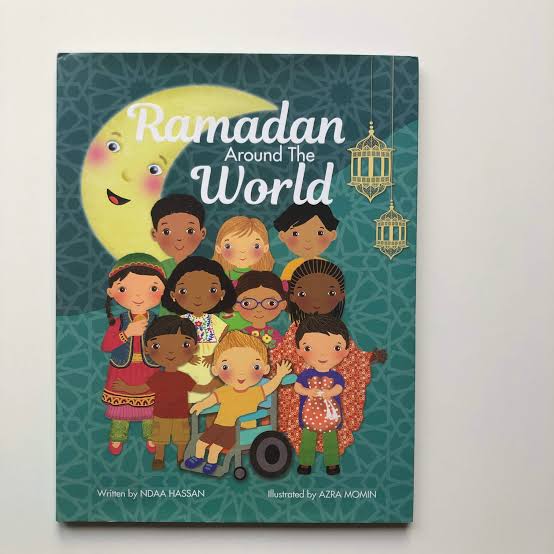 Ramadan
Around The
World
Written by NDAA HASSAN
Illustrated by AZRA MOMIN